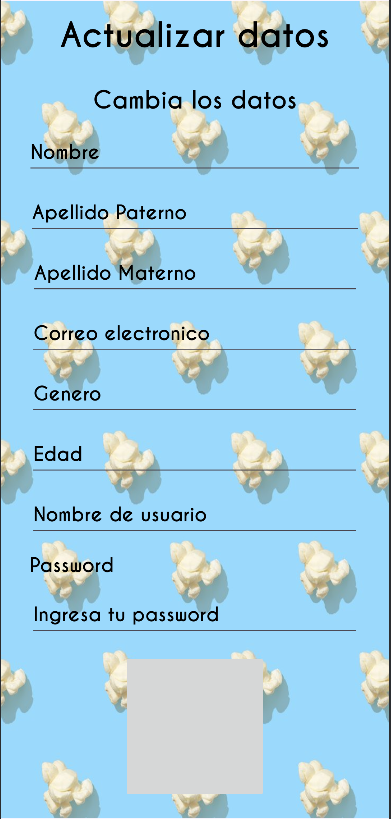 Actualizar datos
Cambia los datos
Nombre
Apellido Paterno
Apellido Materno
Correo electronico
Genero
Edad
Nombre de usuario
Password
Ingresa tu password